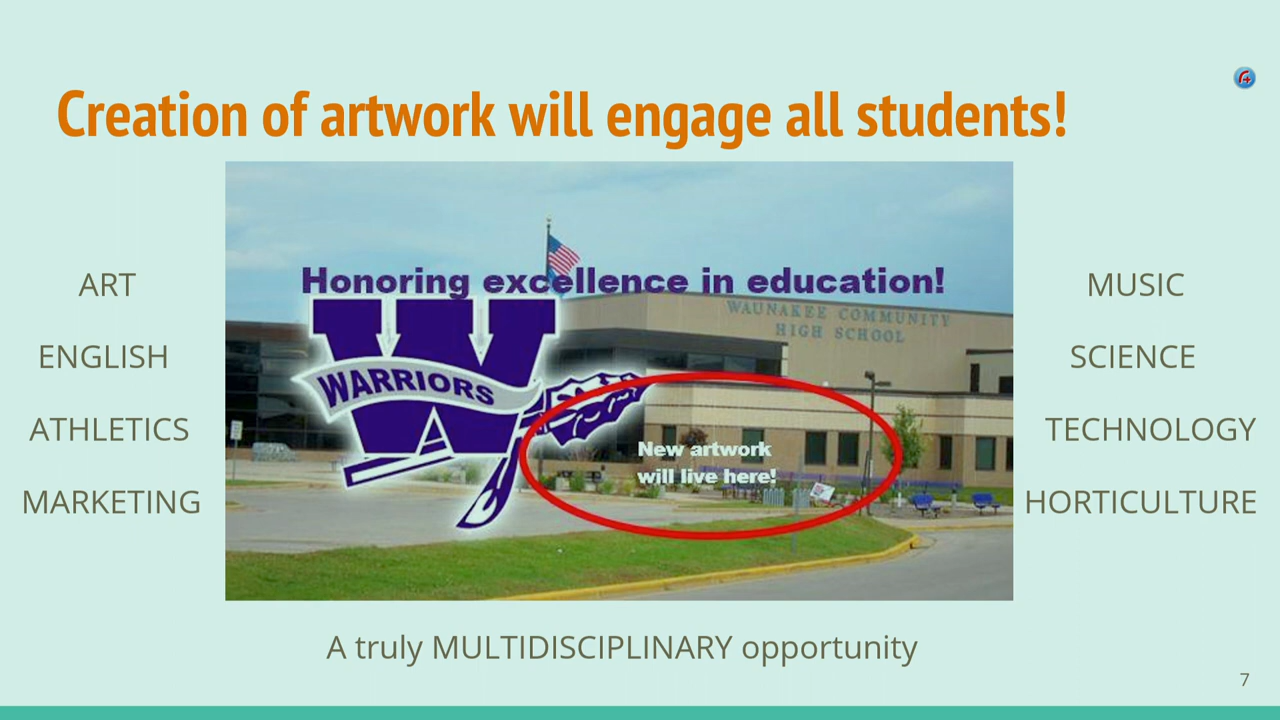 Creation of artwork will engage all students!
ART
ENGLISH
ATHLETICS
MARKETING
Honoring excellence in education!
WAUNAKEE COMMUNITY
HIGH SCHOOL
WARRIORS
W
New artwork
will live here!
MUSIC
SCIENCE
TECHNOLOGY
HORTICULTURE
A truly MULTIDISCIPLINARY opportunity
7